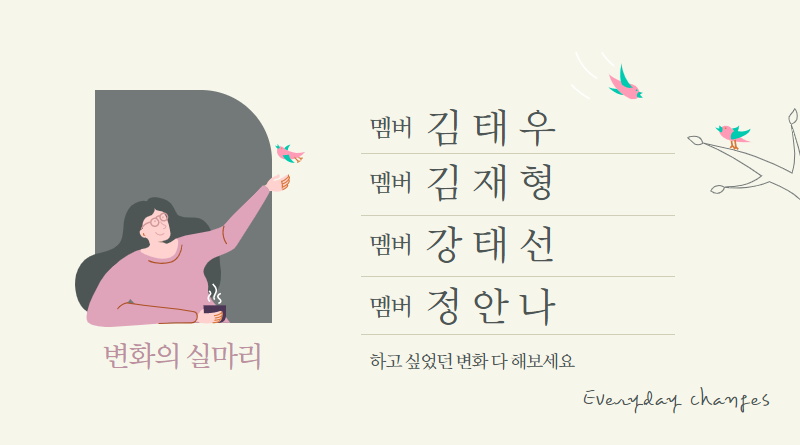 멤버 김태우
멤버 김재형
멤버 강태선
멤버 정안나
변화의 실마리
하고 싶었던 변화 다 해보세요
Everyday changes